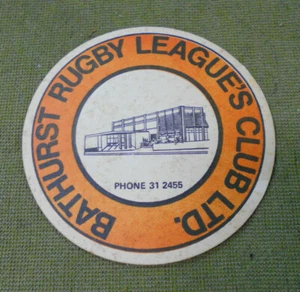 BATHURST RUGBY LEAGUE'S CLUB LTD.
PHONE 31 2455